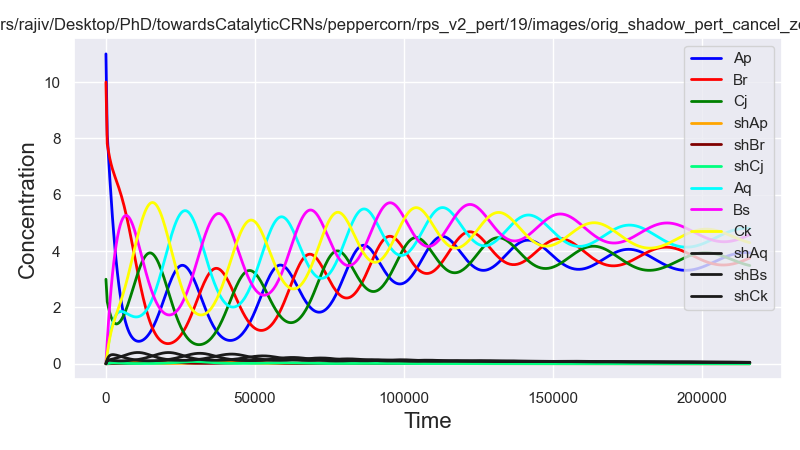 rs/rajiv/Desktop/PhD/towardsCatalyticCRNs/peppercorn/rps_v2_pert/19/images/orig_shadow_pert_cancel_ze
10
8
6
4
2
0
Concentration
0
50000
100000
150000
200000
Time
Ap
Br
Cj
shAp
shBr
shCj
Aq
Bs
Ck
shAq
shBs
shCk